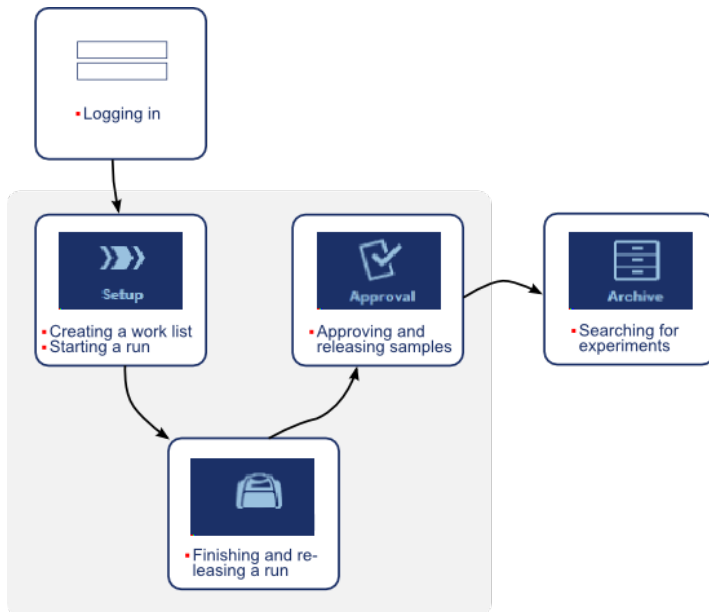 Logging in
Setup
Creating a work list
Starting a run
Finishing and re-
leasing a run
Approval
Approving and
releasing samples
Archive
Searching for
experiments